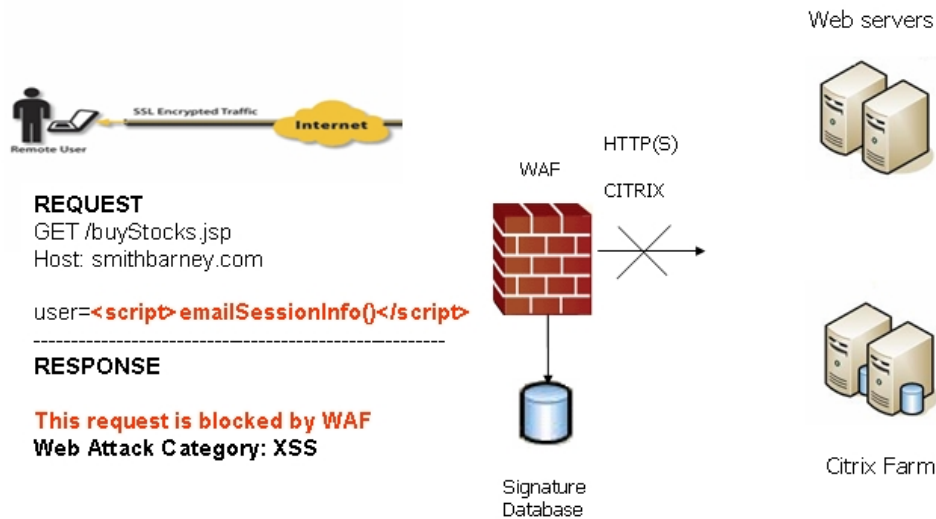 Web servers
SSL Encrypted Traffic
Internet
Remote User
HTTP(S)
WAF
CITRIX
REQUEST
GET /buyStocks.jsp
Host: smithbarney.com
user=<script>emailSessionInfo()</script>
-------------------------------------------------------
RESPONSE
This request is blocked by WAF
Web Attack Category: XSS
Signature
Database
Citrix Farm